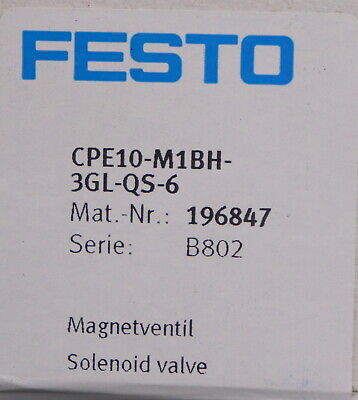 FESTO
CPE10-M1BH-
3GL-QS-6
Mat.-Nr.: 196847
Serie: B802
Magnetventil
Solenoid valve